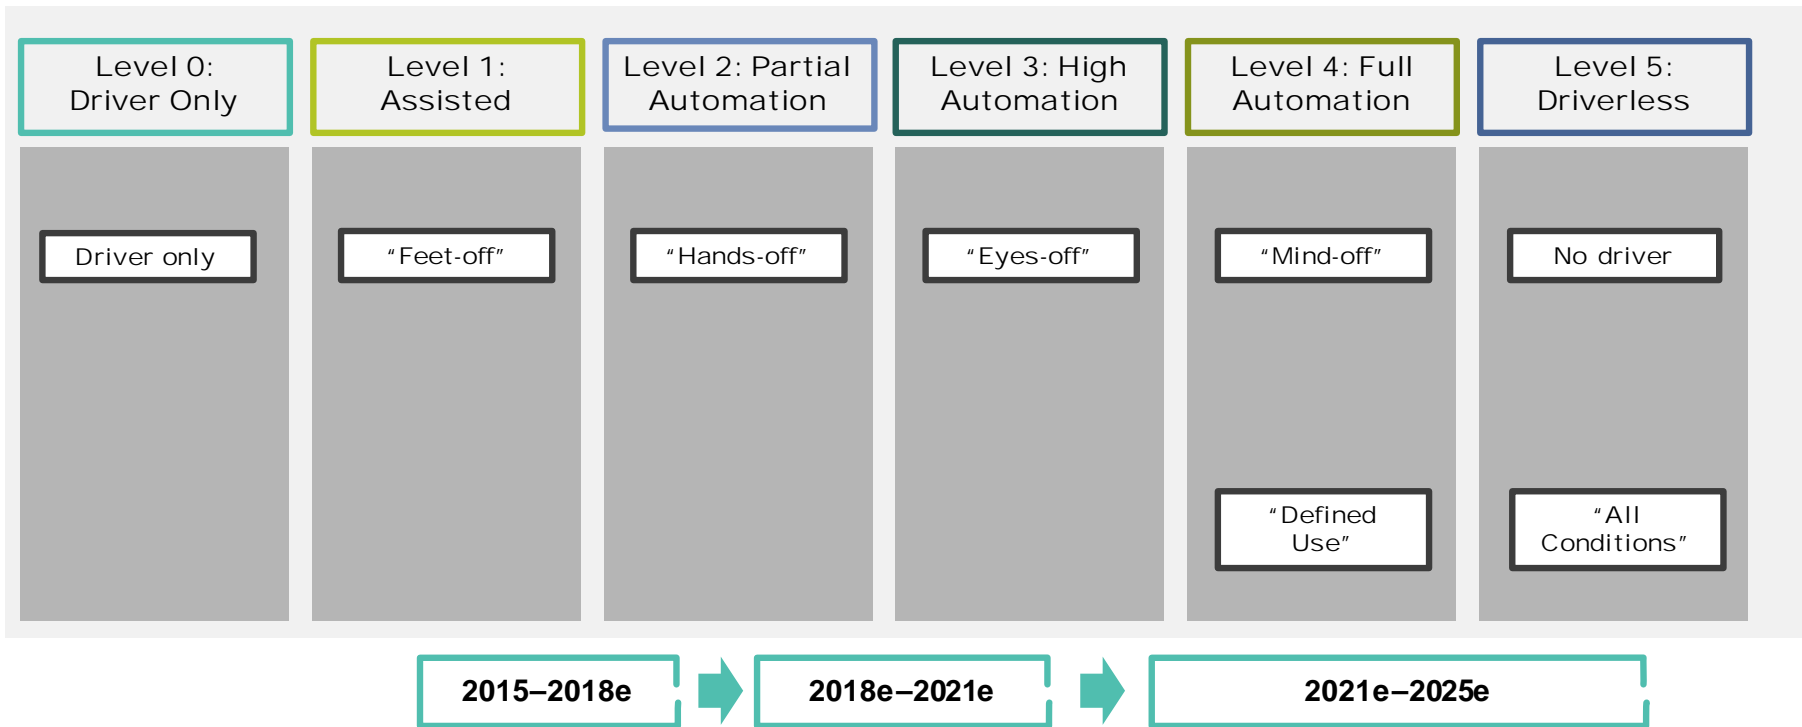 Level 0:
Driver Only
Level 1:
Assisted
Level 2: Partial
Automation
Level 3: High
Automation
Level 4: Full
Automation
Level 5:
Driverless
Driver only
“Feet-off”
“Hands-off”
“Eyes-off”
“Mind-off”
No driver
“Defined
Use”
“All
Conditions”
2015–2018e
2018e–2021e
2021e–2025e